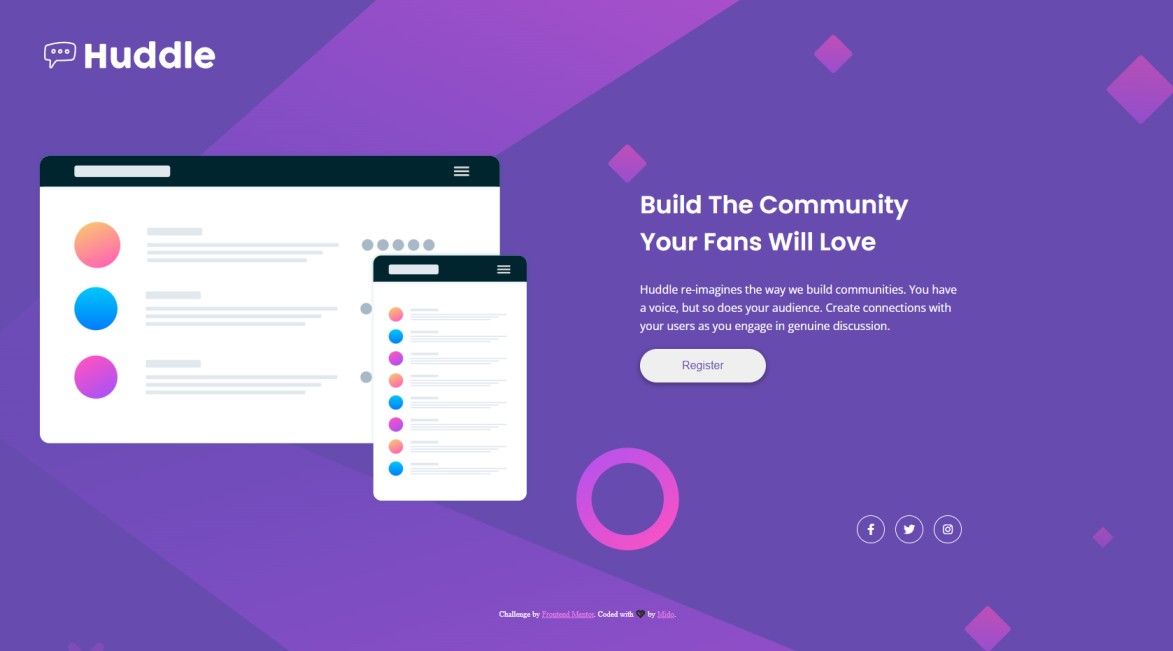 Huddle
Build The Community
Your Fans Will Love
Huddle re-imagines the way we build communities. You have
a voice, but so does your audience. Create connections with
your users as you engage in genuine discussion.
Register
Challenge by Frontend Mentor. Coded with 🖤 by Mido.